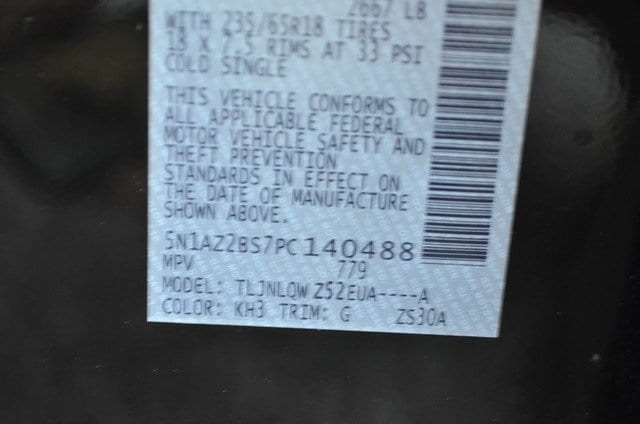 2667 LB
WITH 235/65R18 TIRES
18 X 7.5 RIMS AT 33 PSI
COLD SINGLE
THIS VEHICLE CONFORMS TO
ALL APPLICABLE FEDERAL
MOTOR VEHICLE SAFETY AND
THEFT PREVENTION
STANDARDS IN EFFECT ON
THE DATE OF MANUFACTURE
SHOWN ABOVE.
5N1AZ2BS7PC140488
MPV 779
MODEL: TLJNLQW Z52EUA----A
COLOR: KH3 TRIM: G ZS30A